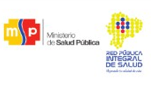 msp
Ministerio
de Salud Pública
RED PÚBLICA
INTEGRAL
DE SALUD